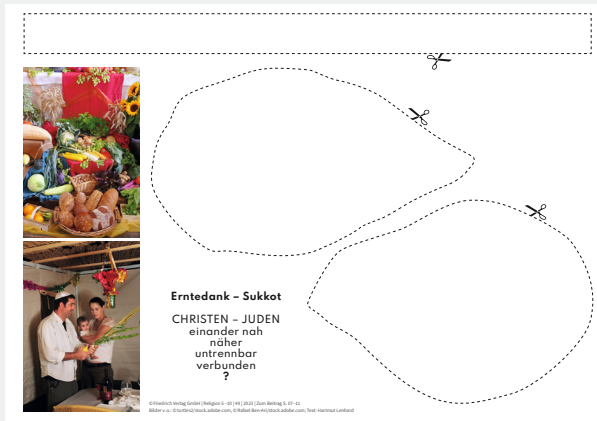 Erntedank – Sukkot
CHRISTEN – JUDEN
einander nah
näher
untrennbar
verbunden
?
© Friedrich Verlag GmbH | Religion 5–10 | 49 | 2023 | Zum Beitrag S. 07–11
Bilder v.o.: © turtles2/stock.adobe.com, © Rafael Ben-Ari/stock.adobe.com; Text: Hartmut Lenhard